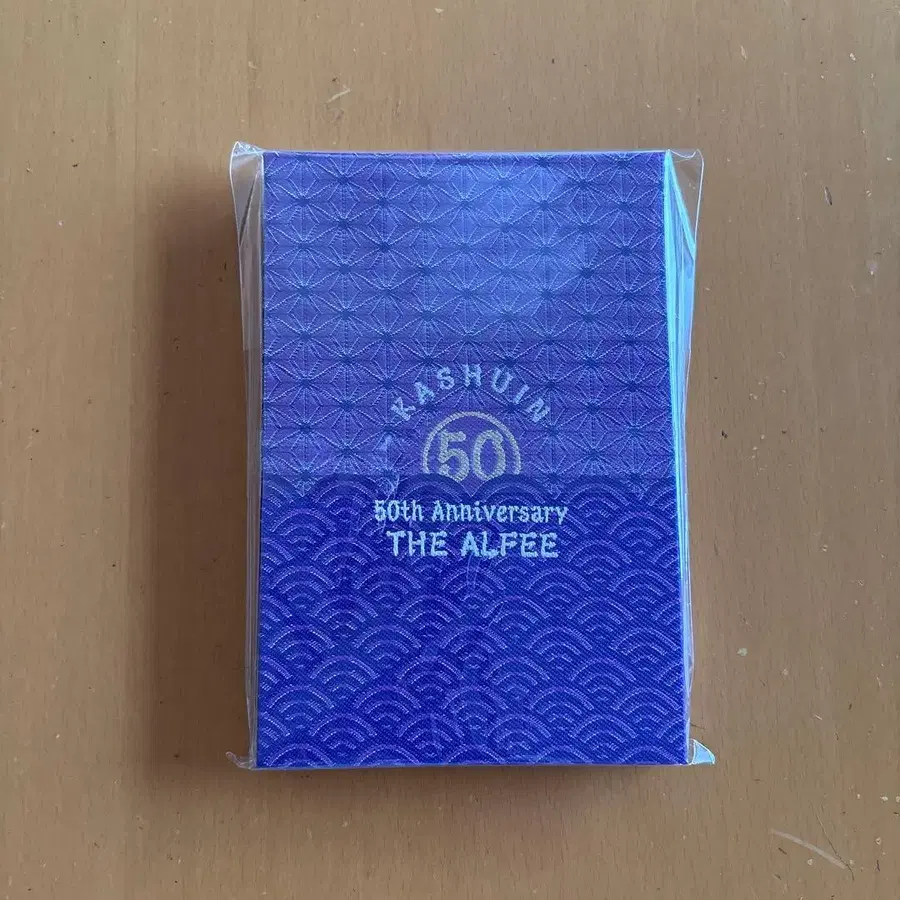 KASHUIN
50
50th Anniversary
THE ALFEE